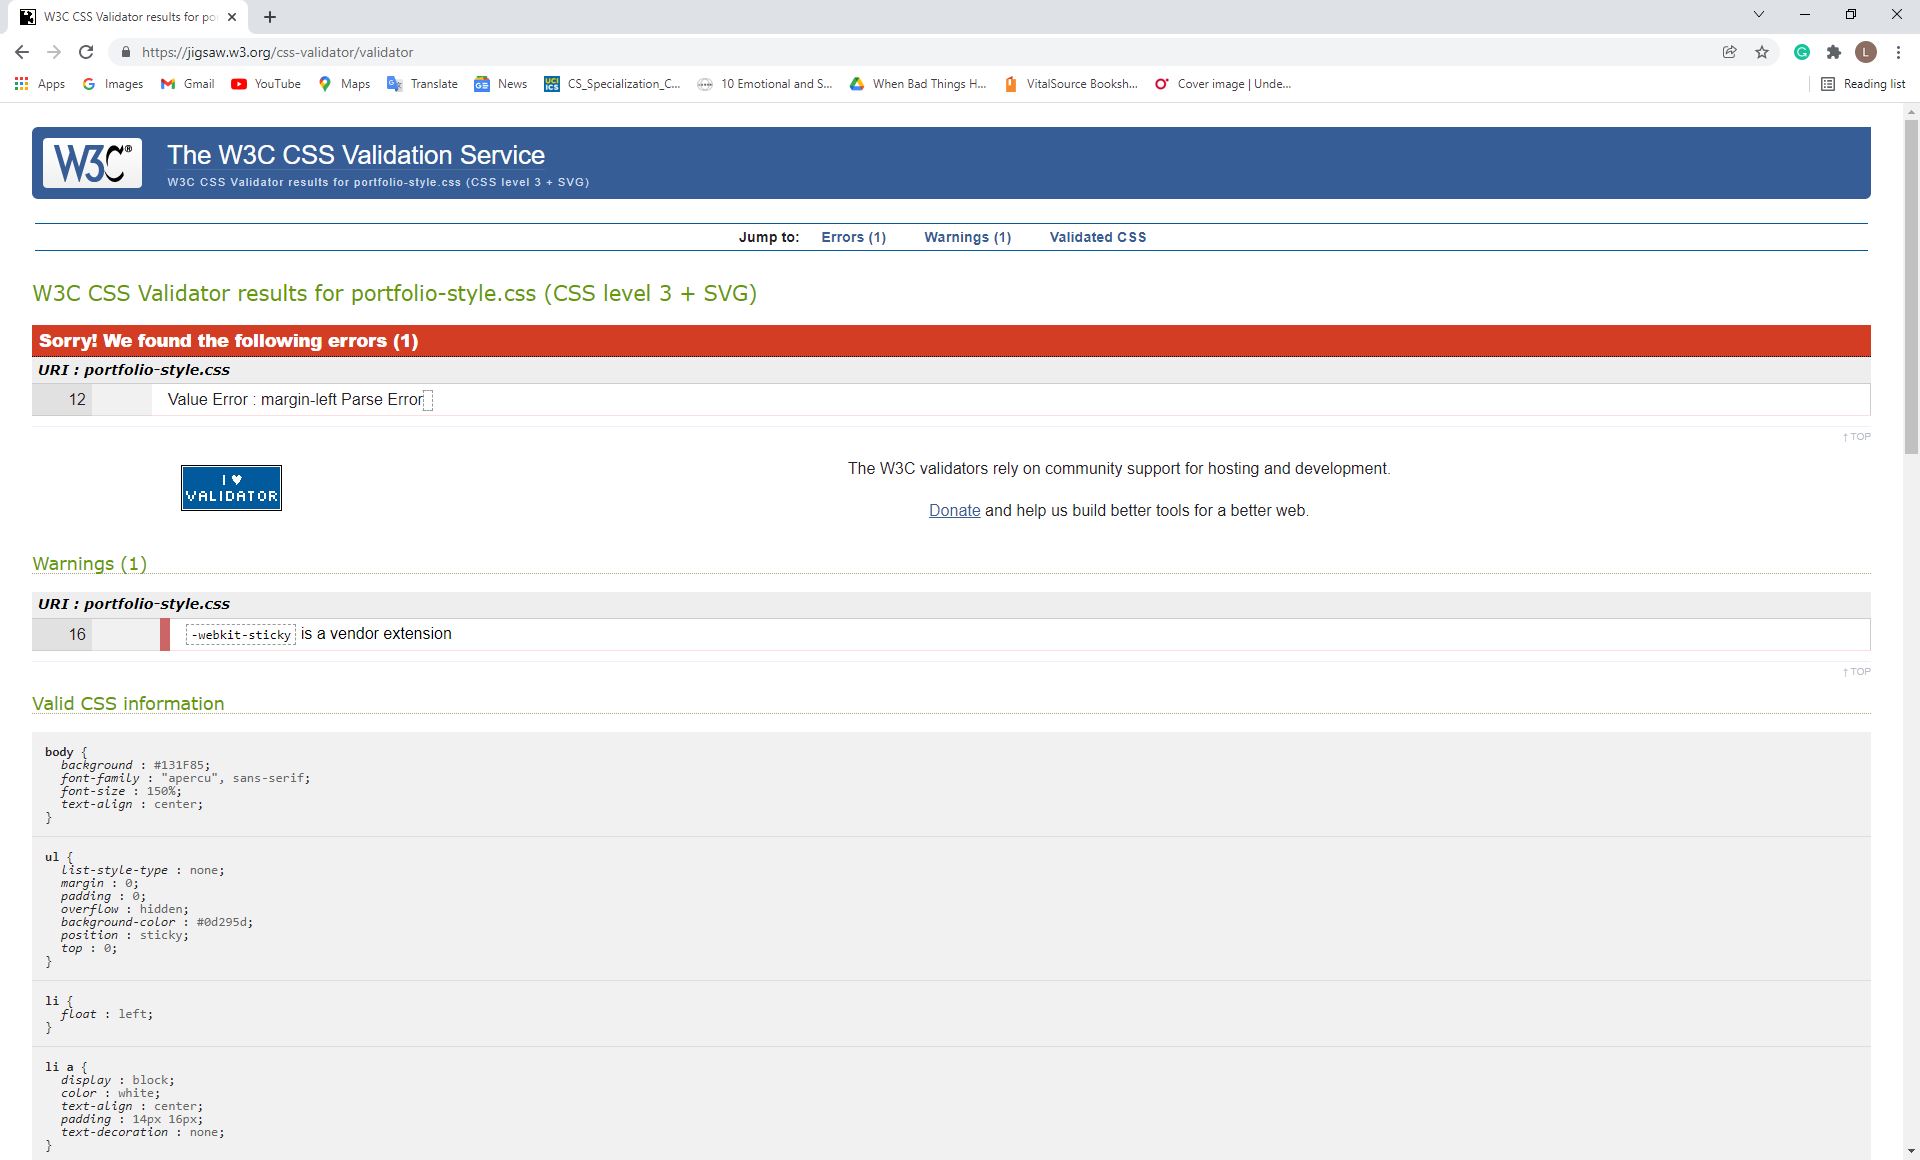 W3C CSS Validator results for po
https://jigsaw.w3.org/css-validator/validator
L
Apps Images Gmail YouTube Maps Translate News CS_Specialization_C... 10 Emotional and S... When Bad Things H... VitalSource Booksh... Cover image | Unde... Reading list
W3C® The W3C CSS Validation Service
W3C CSS Validator results for portfolio-style.css (CSS level 3 + SVG)
Jump to: Errors (1) Warnings (1) Validated CSS
W3C CSS Validator results for portfolio-style.css (CSS level 3 + SVG)
Sorry! We found the following errors (1)
URI : portfolio-style.css
12 Value Error : margin-left Parse Error
↑ TOP
I ♥
VALIDATOR
The W3C validators rely on community support for hosting and development.
Donate and help us build better tools for a better web.
Warnings (1)
URI : portfolio-style.css
16 -webkit-sticky is a vendor extension
↑ TOP
Valid CSS information
body {
background : #131F85;
font-family : "apercu", sans-serif;
font-size : 150%;
text-align : center;
}
ul {
list-style-type : none;
margin : 0;
padding : 0;
overflow : hidden;
background-color : #0d295d;
position : sticky;
top : 0;
}
li {
float : left;
}
li a {
display : block;
color : white;
text-align : center;
padding : 14px 16px;
text-decoration : none;
}